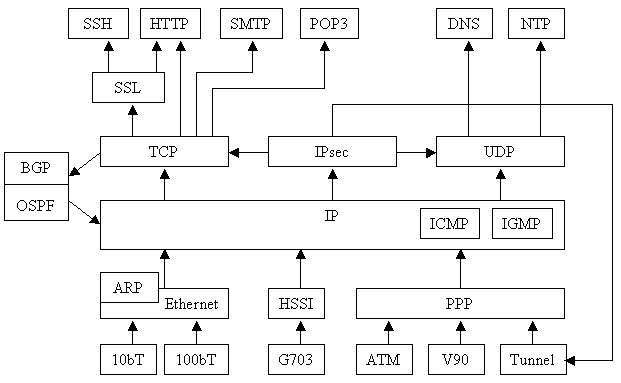 SSH HTTP SMTP POP3 DNS NTP
SSL
TCP IPsec UDP
BGP
OSPF
IP
ICMP IGMP
ARP
Ethernet HSSI PPP
10bT 100bT G703 ATM V90 Tunnel